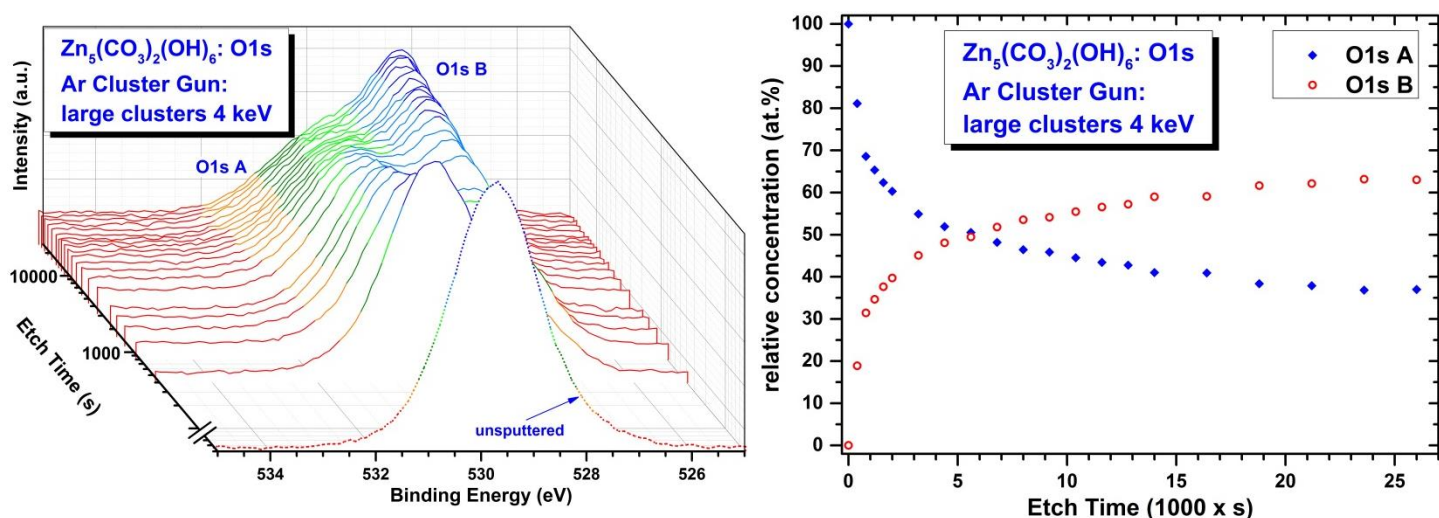 Zn₅(CO₃)₂(OH)₆: O1s
Ar Cluster Gun:
large clusters 4 keV
O1s B
O1s A
Intensity (a.u.)
10000
1000
Etch Time (s)
unsputtered
534
532
530
528
526
Binding Energy (eV)
Zn₅(CO₃)₂(OH)₆: O1s
Ar Cluster Gun:
large clusters 4 keV
O1s A
O1s B
relative concentration (at.%)
100
90
80
70
60
50
40
30
20
10
0
0
5
10
15
20
25
Etch Time (1000 x s)